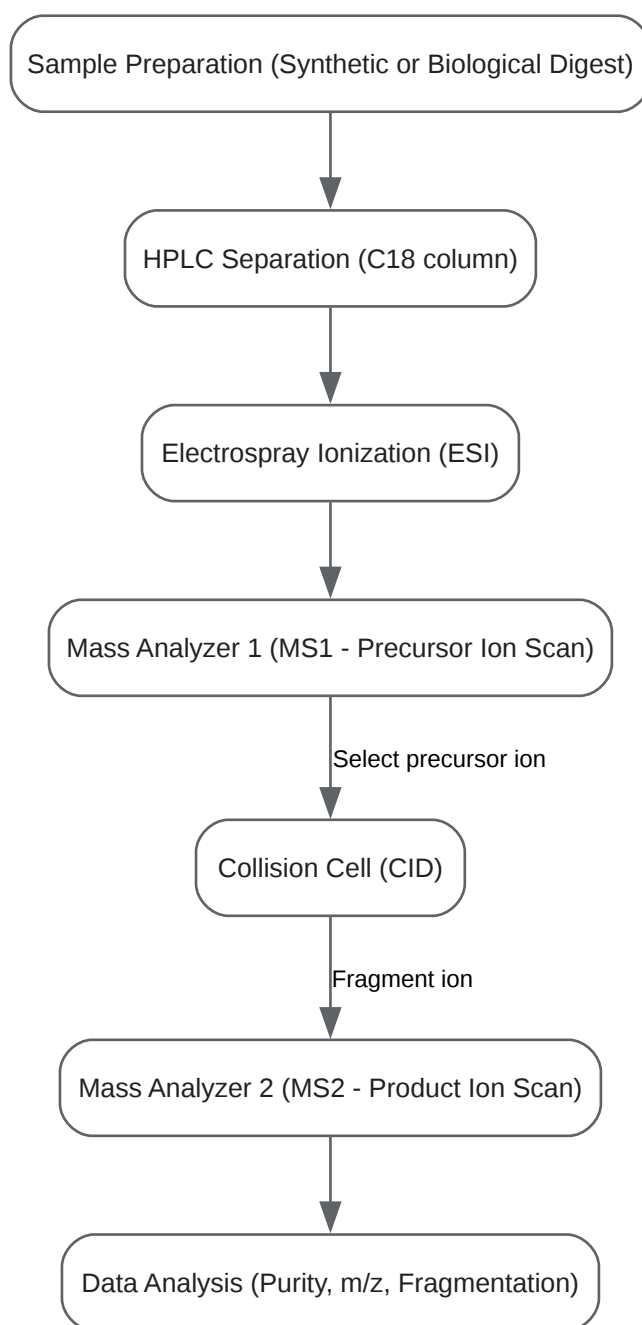 Sample Preparation (Synthetic or Biological Digest)
HPLC Separation (C18 column)
Electrospray Ionization (ESI)
Mass Analyzer 1 (MS1 - Precursor Ion Scan)
Select precursor ion
Collision Cell (CID)
Fragment ion
Mass Analyzer 2 (MS2 - Product Ion Scan)
Data Analysis (Purity, m/z, Fragmentation)